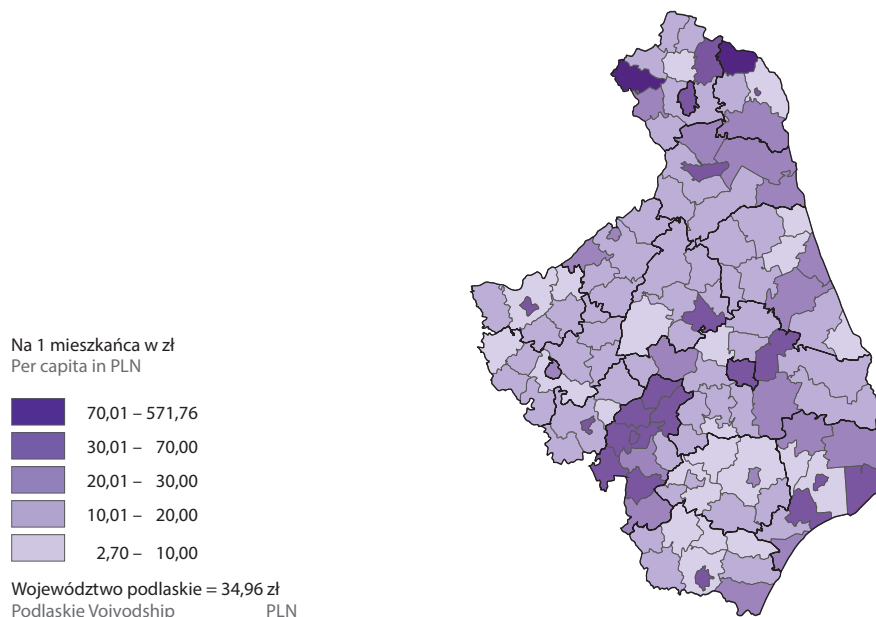 Na 1 mieszkańca w zł
Per capita in PLN
70,01 – 571,76
30,01 – 70,00
20,01 – 30,00
10,01 – 20,00
2,70 – 10,00
Województwo podlaskie = 34,96 zł
Podlaskie Voivodship PLN